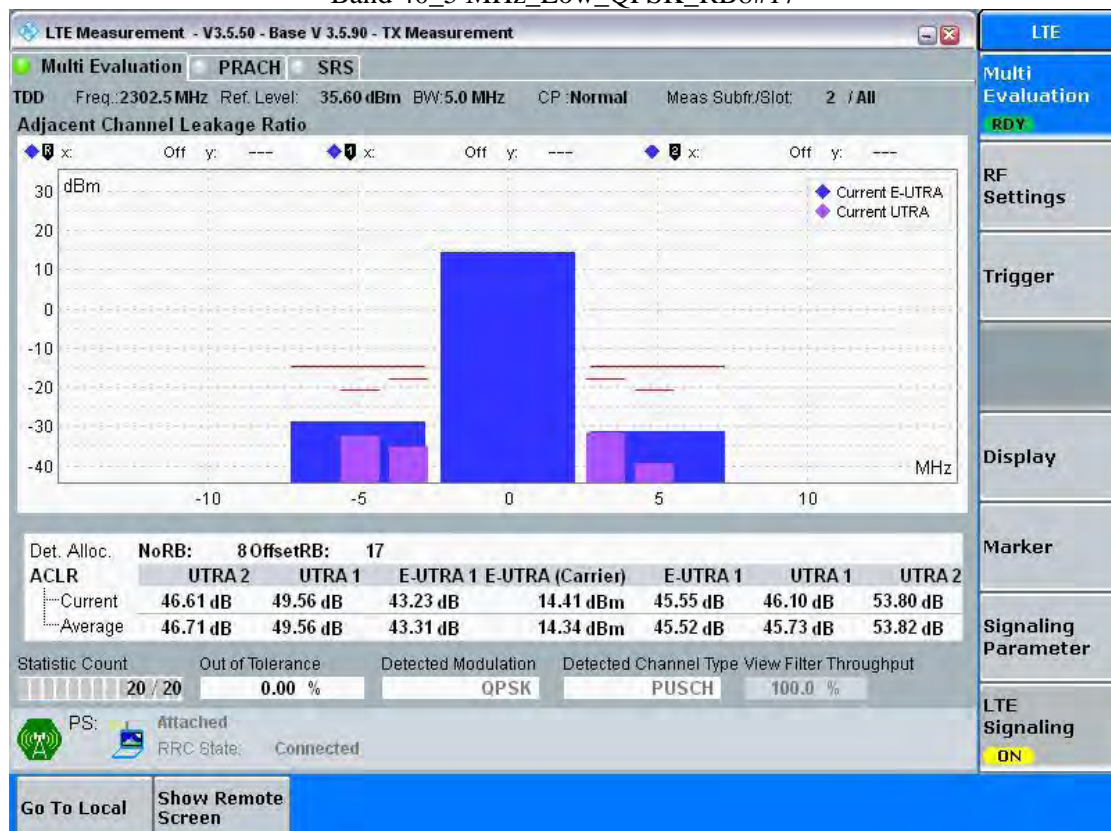 LTE Measurement - V3.5.50 - Base V 3.5.90 - TX Measurement
LTE
Multi Evaluation PRACH SRS
Multi
Evaluation
RDY
TDD Freq.:2302.5 MHz Ref. Level: 35.60 dBm BW:5.0 MHz CP :Normal Meas Subfr./Slot: 2 / All
Adjacent Channel Leakage Ratio
R x: Off y: --- 1 x: Off y: --- 2 x: Off y: ---
dBm
Current E-UTRA
Current UTRA
30
20
10
0
-10
-20
-30
-40
MHz
-10 -5 0 5 10
RF
Settings
Trigger
Display
Marker
Signaling
Parameter
LTE
Signaling
ON
Det. Alloc. NoRB: 8 OffsetRB: 17
ACLR UTRA 2 UTRA 1 E-UTRA 1 E-UTRA (Carrier) E-UTRA 1 UTRA 1 UTRA 2
Current 46.61 dB 49.56 dB 43.23 dB 14.41 dBm 45.55 dB 46.10 dB 53.80 dB
Average 46.71 dB 49.56 dB 43.31 dB 14.34 dBm 45.52 dB 45.73 dB 53.82 dB
Statistic Count Out of Tolerance Detected Modulation Detected Channel Type View Filter Throughput
20 / 20 0.00 % QPSK PUSCH 100.0 %
PS: Attached
RRC State: Connected
Go To Local
Show Remote
Screen